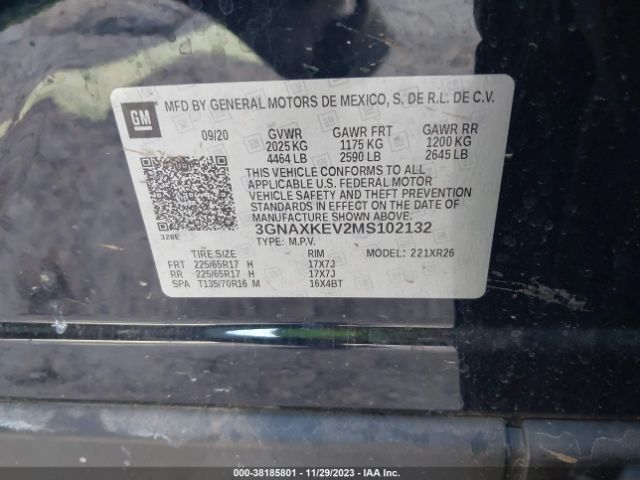 GM
MFD BY GENERAL MOTORS DE MEXICO, S. DE R.L. DE C.V.
09/20 GVWR GAWR FRT GAWR RR
2025 KG 1175 KG 1200 KG
4464 LB 2590 LB 2645 LB
THIS VEHICLE CONFORMS TO ALL
APPLICABLE U.S. FEDERAL MOTOR
VEHICLE SAFETY AND THEFT PREVENTION
STANDARDS IN EFFECT ON THE DATE OF
MANUFACTURE SHOWN ABOVE.
328E 3GNAXKEV2MS102132
TYPE: M.P.V. MODEL: 221XR26
TIRE SIZE RIM
FRT 225/65R17 H 17X7J
RR 225/65R17 H 17X7J
SPA T135/70R16 M 16X4BT
000-38185801 - 11/29/2023 - IAA Inc.